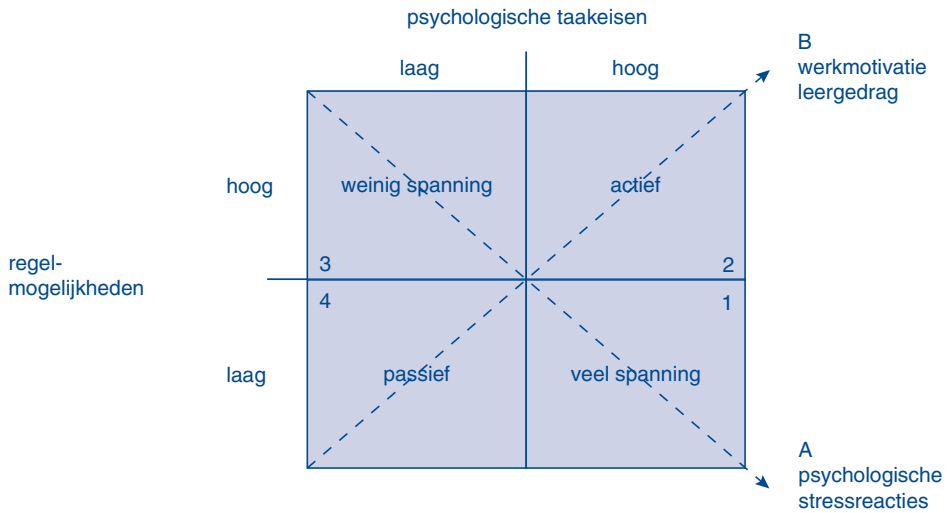 psychologische taakeisen
laag
hoog
B
werkmotivatie
leergedrag
hoog
weinig spanning
actief
3
2
regel-
mogelijkheden
4
1
laag
passief
veel spanning
A
psychologische
stressreacties